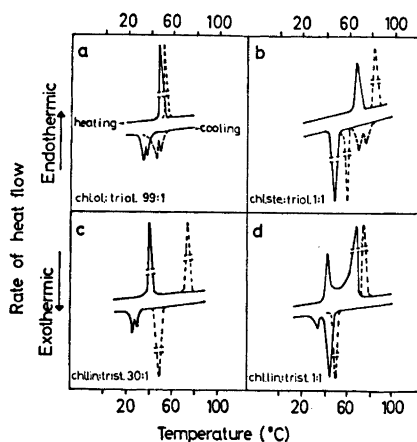 20 60 100 20 60 100
a
b
heating
cooling
chl.ol.:triol. 99:1
chl.ste:triol.1:1
c
d
chl.lin:trist. 30:1
chl.lin:trist. 1:1
20 60 100 20 60 100
Temperature (°C)
Rate of heat flow
Endothermic
Exothermic